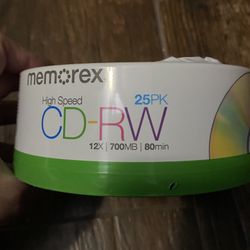 memorex
25PK
High Speed
CD-RW
12X | 700MB | 80min